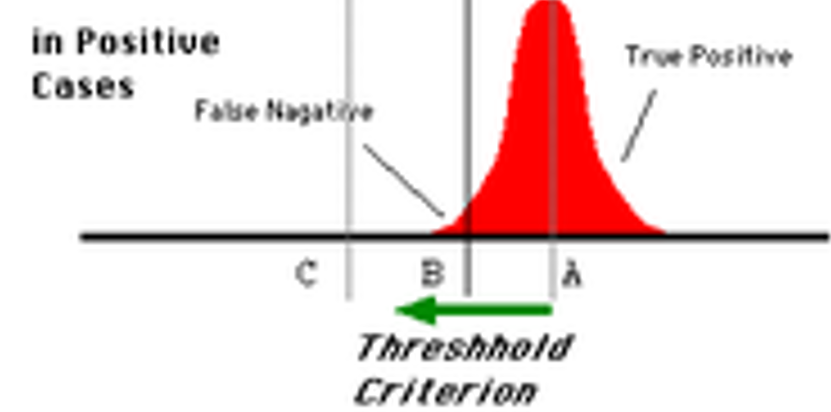 in Positive
Cases
True Positive
False Nagative
C B A
Threshhold
Criterion